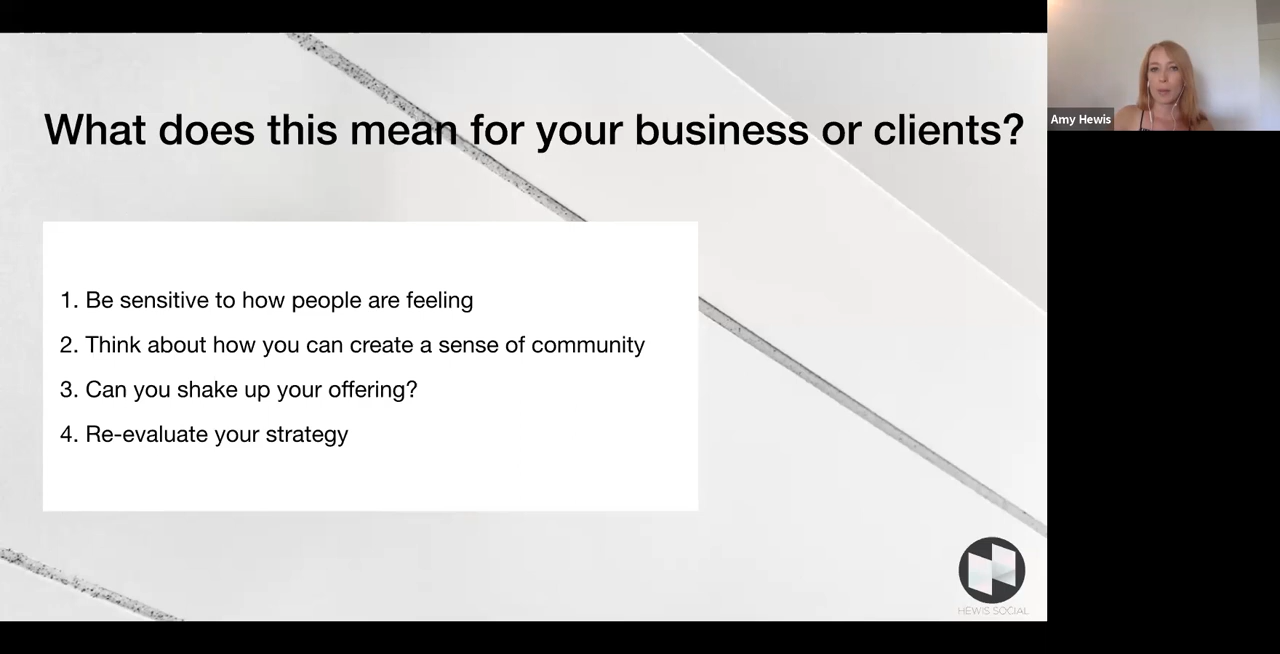 What does this mean for your business or clients?
1. Be sensitive to how people are feeling
2. Think about how you can create a sense of community
3. Can you shake up your offering?
4. Re-evaluate your strategy
HEWIS SOCIAL
Amy Hewis